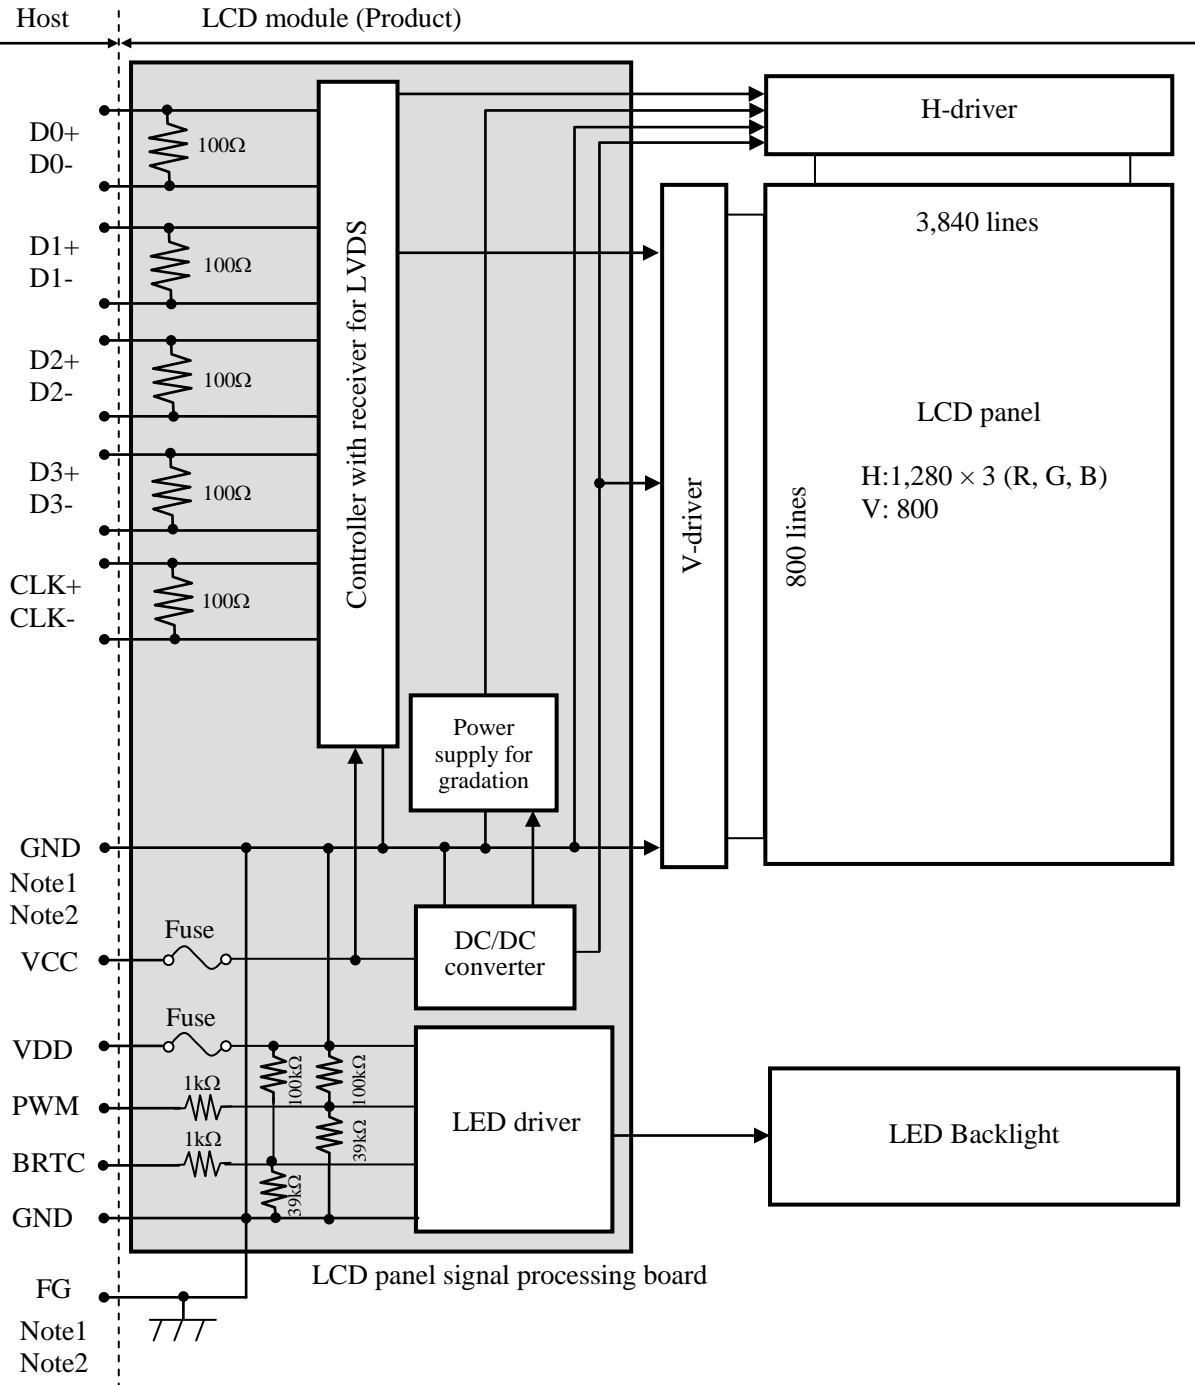 Host
LCD module (Product)
D0+
D0-
100Ω
D1+
D1-
100Ω
D2+
D2-
100Ω
D3+
D3-
100Ω
CLK+
CLK-
100Ω
Controller with receiver for LVDS
H-driver
V-driver
3,840 lines
800 lines
LCD panel
H:1,280 × 3 (R, G, B)
V: 800
Power
supply for
gradation
GND
Note1
Note2
Fuse
VCC
DC/DC
converter
Fuse
VDD
100kΩ
100kΩ
1kΩ
PWM
39kΩ
1kΩ
BRTC
39kΩ
GND
LED driver
LED Backlight
LCD panel signal processing board
FG
Note1
Note2